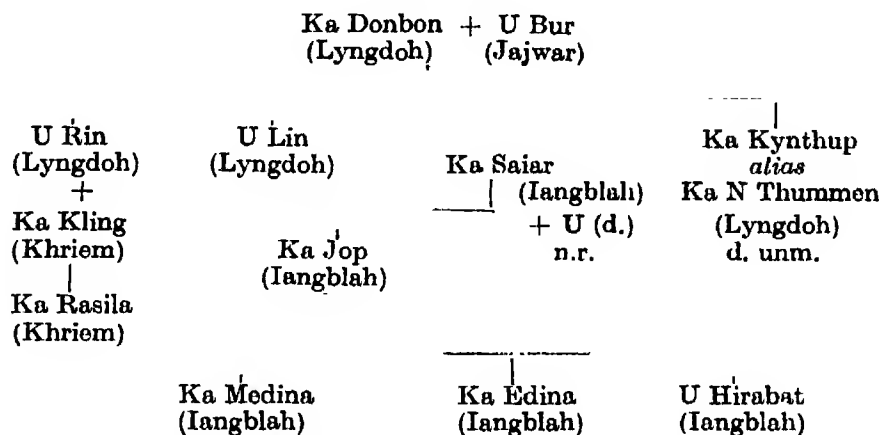 Ka Donbon + U Bur
(Lyngdoh) (Jajwar)
U Rin
(Lyngdoh)
+
Ka Kling
(Khriem)
Ka Rasila
(Khriem)
U Lin
(Lyngdoh)
Ka Jop
(Iangblah)
Ka Saiar
(Iangblah)
+ U (d.)
n.r.
Ka Kynthup
alias
Ka N Thummen
(Lyngdoh)
d. unm.
Ka Medina
(Iangblah)
Ka Edina
(Iangblah)
U Hirabat
(Iangblah)